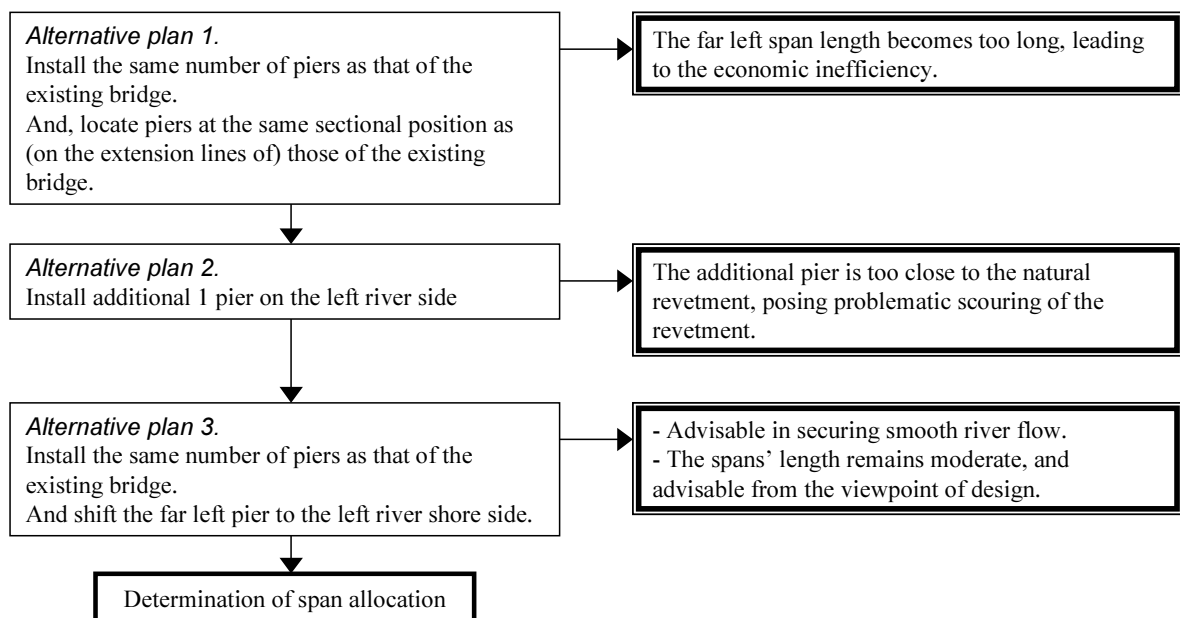 Alternative plan 1.
Install the same number of piers as that of the
existing bridge.
And, locate piers at the same sectional position as
(on the extension lines of) those of the existing
bridge.
The far left span length becomes too long, leading
to the economic inefficiency.
Alternative plan 2.
Install additional 1 pier on the left river side
The additional pier is too close to the natural
revetment, posing problematic scouring of the
revetment.
Alternative plan 3.
Install the same number of piers as that of the
existing bridge.
And shift the far left pier to the left river shore side.
- Advisable in securing smooth river flow.
- The spans’ length remains moderate, and
advisable from the viewpoint of design.
Determination of span allocation